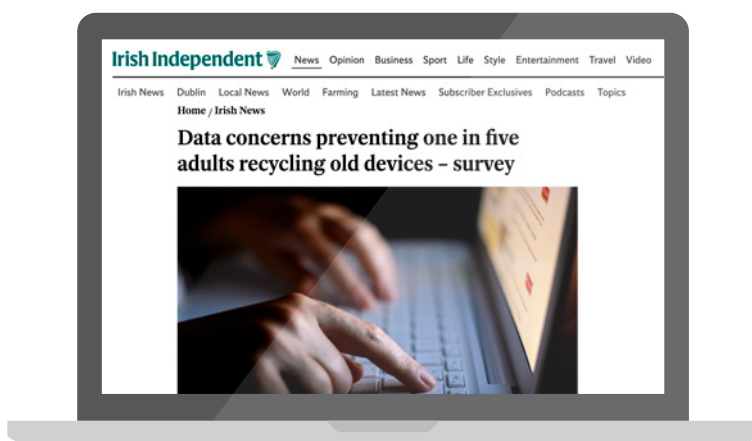 Irish Independent News Opinion Business Sport Life Style Entertainment Travel Video
Irish News Dublin Local News World Farming Latest News Subscriber Exclusives Podcasts Topics
Home / Irish News
Data concerns preventing one in five
adults recycling old devices – survey